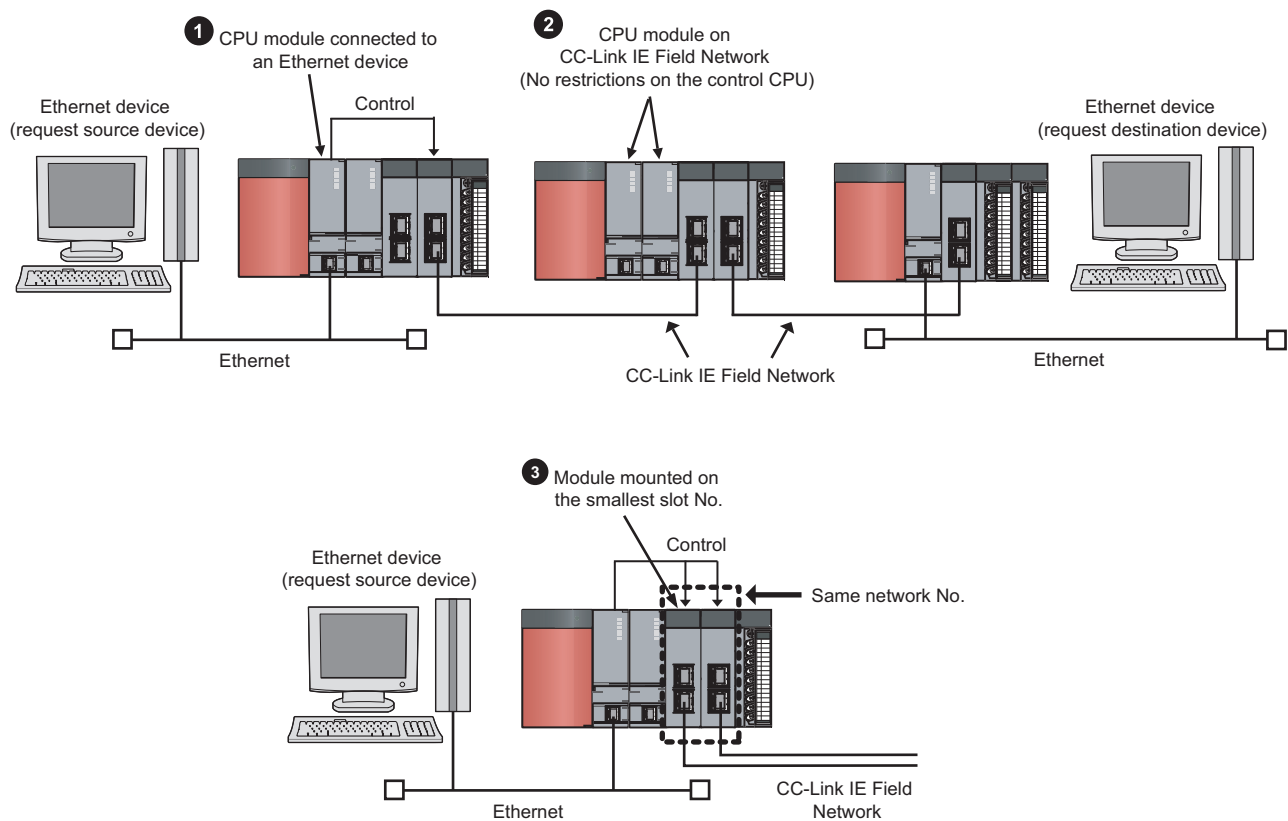 1 CPU module connected to
an Ethernet device
2 CPU module on
CC-Link IE Field Network
(No restrictions on the control CPU)
Ethernet device
(request source device)
Control
Ethernet device
(request destination device)
Ethernet
CC-Link IE Field Network
Ethernet
3 Module mounted on
the smallest slot No.
Ethernet device
(request source device)
Control
Same network No.
Ethernet
CC-Link IE Field
Network